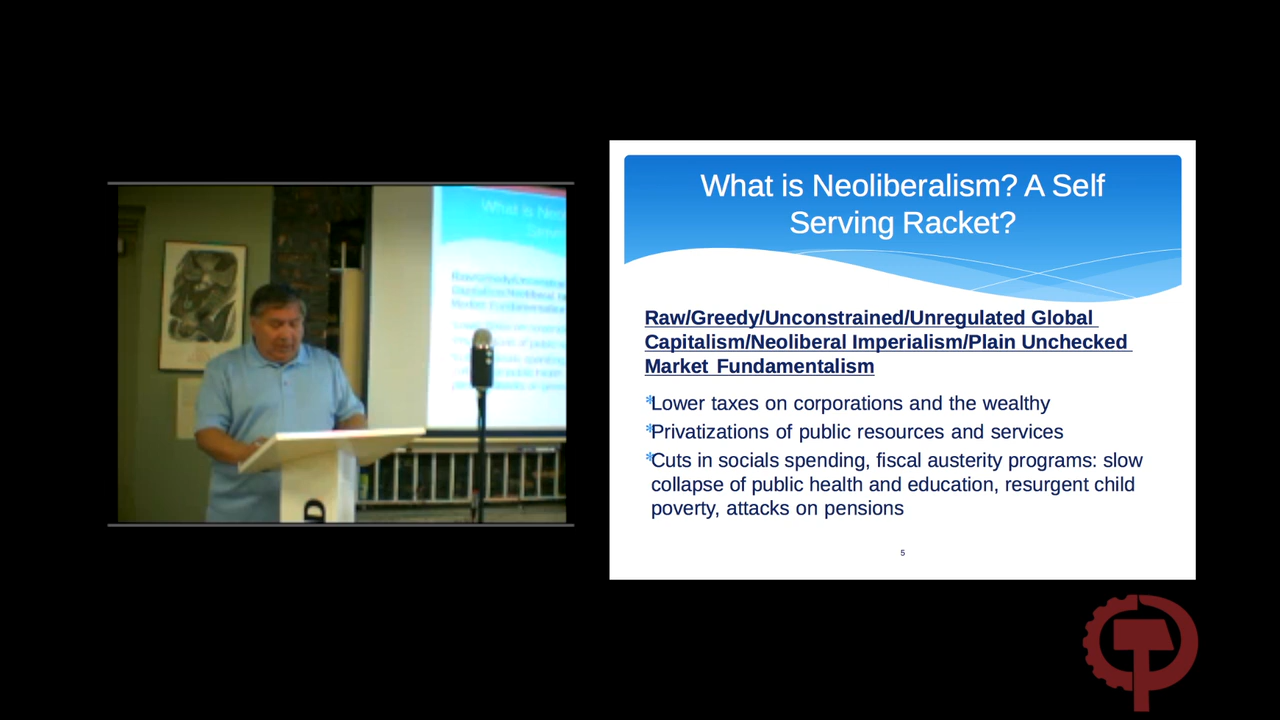 What is Neoliberalism? A Self
Serving Racket?
Raw/Greedy/Unconstrained/Unregulated Global
Capitalism/Neoliberal Imperialism/Plain Unchecked
Market Fundamentalism
*Lower taxes on corporations and the wealthy
*Privatizations of public resources and services
*Cuts in socials spending, fiscal austerity programs: slow
collapse of public health and education, resurgent child
poverty, attacks on pensions
5